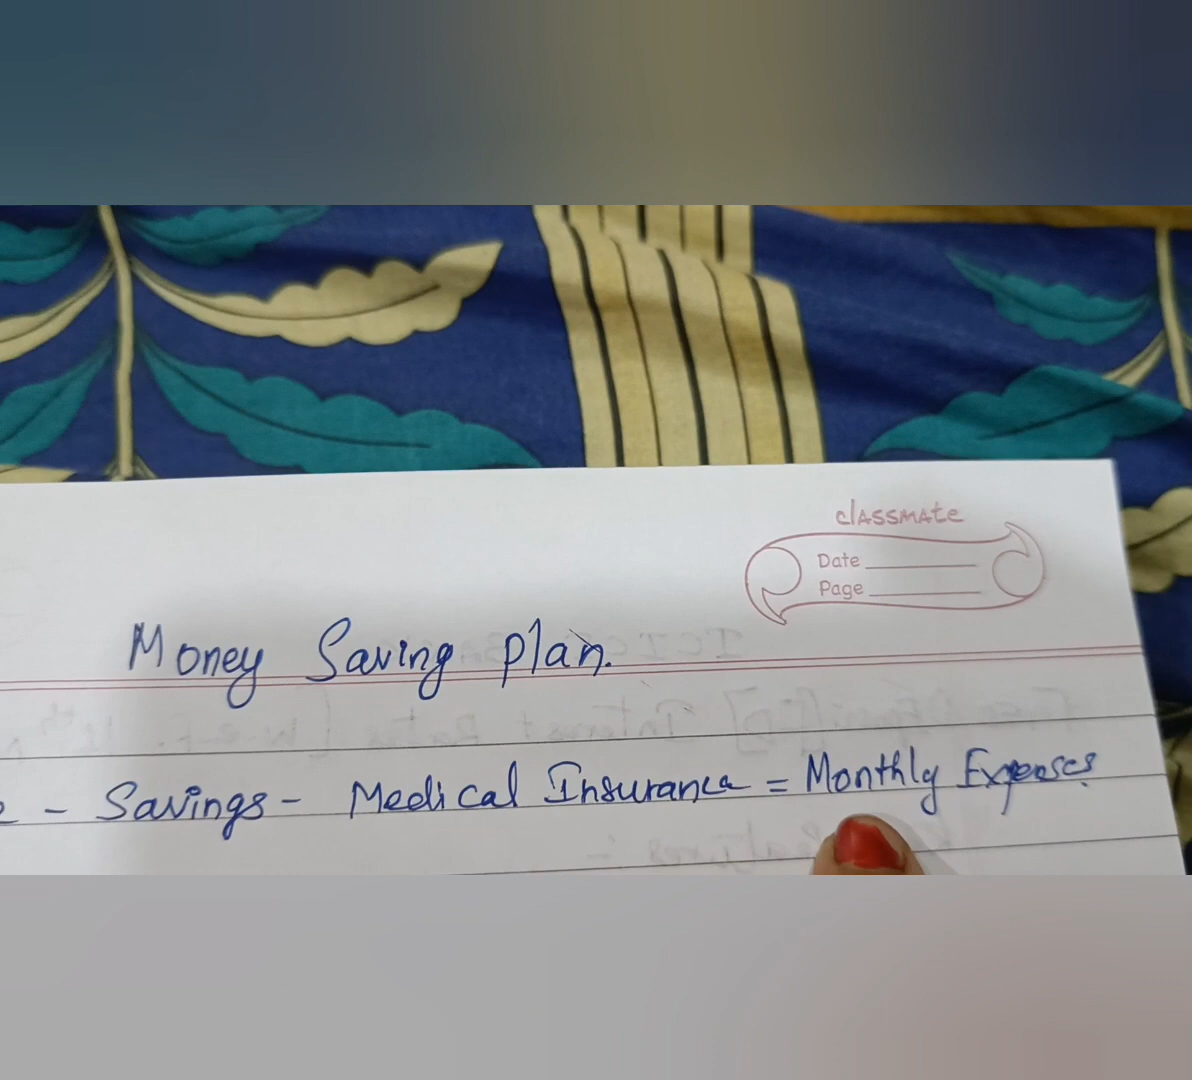 classmate
Date
Page
Money Saving plan.
- Savings - Medical Insurance = Monthly Expenses